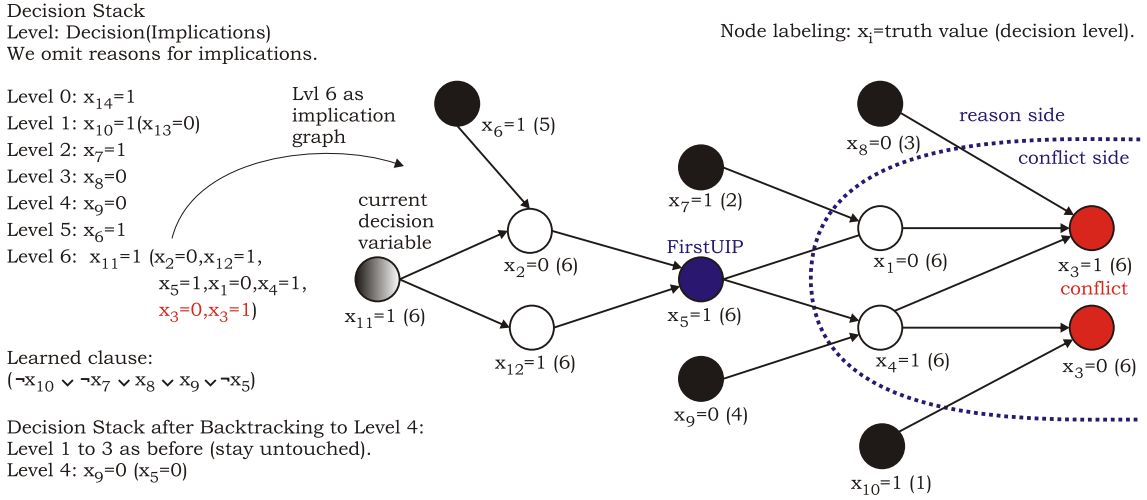 Decision Stack
Level: Decision(Implications)
We omit reasons for implications.
Node labeling: xᵢ=truth value (decision level).
Level 0: x₁₄=1
Level 1: x₁₀=1(x₁₃=0)
Level 2: x₇=1
Level 3: x₈=0
Level 4: x₉=0
Level 5: x₆=1
Level 6: x₁₁=1 (x₂=0,x₁₂=1,
x₅=1,x₁=0,x₄=1,
x₃=0,x₃=1)
Lvl 6 as
implication
graph
x₆=1 (5)
current
decision
variable
x₁₁=1 (6)
x₂=0 (6)
x₁₂=1 (6)
x₇=1 (2)
FirstUIP
x₅=1 (6)
x₉=0 (4)
x₈=0 (3)
reason side
conflict side
x₁=0 (6)
x₃=1 (6)
conflict
x₄=1 (6)
x₃=0 (6)
x₁₀=1 (1)
Learned clause:
(¬x₁₀ ∨ ¬x₇ ∨ x₈ ∨ x₉ ∨ ¬x₅)
Decision Stack after Backtracking to Level 4:
Level 1 to 3 as before (stay untouched).
Level 4: x₉=0 (x₅=0)